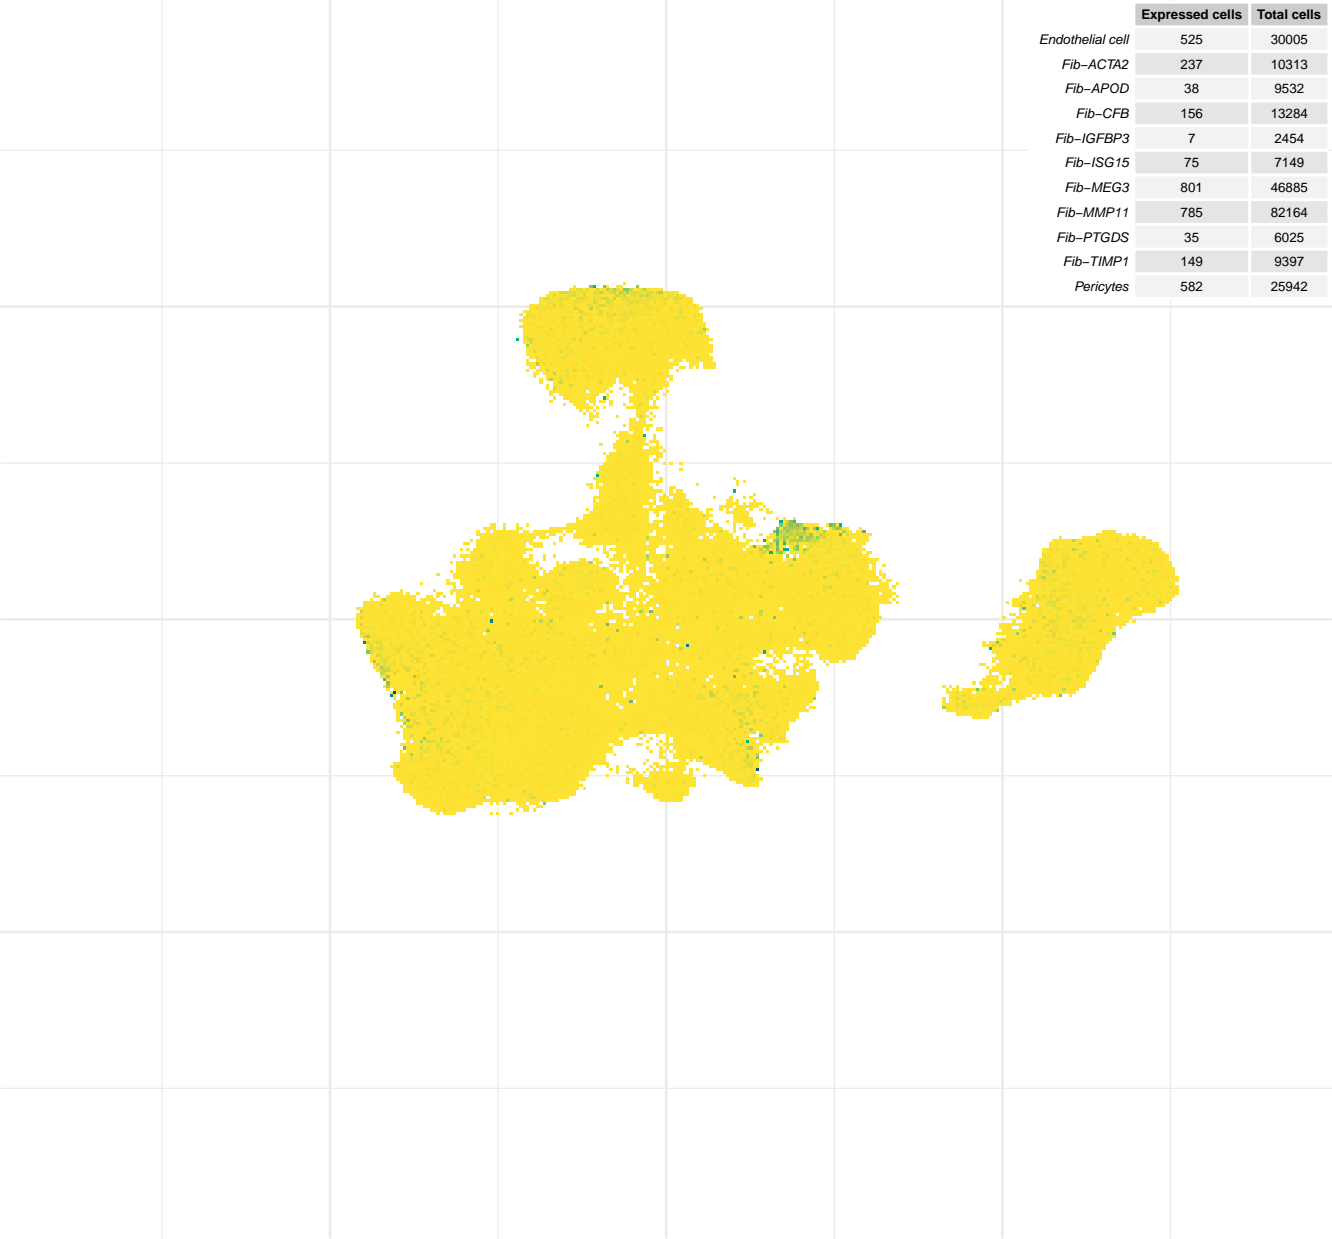 Expressed cells Total cells
Endothelial cell 525 30005
Fib−ACTA2 237 10313
Fib−APOD 38 9532
Fib−CFB 156 13284
Fib−IGFBP3 7 2454
Fib−ISG15 75 7149
Fib−MEG3 801 46885
Fib−MMP11 785 82164
Fib−PTGDS 35 6025
Fib−TIMP1 149 9397
Pericytes 582 25942